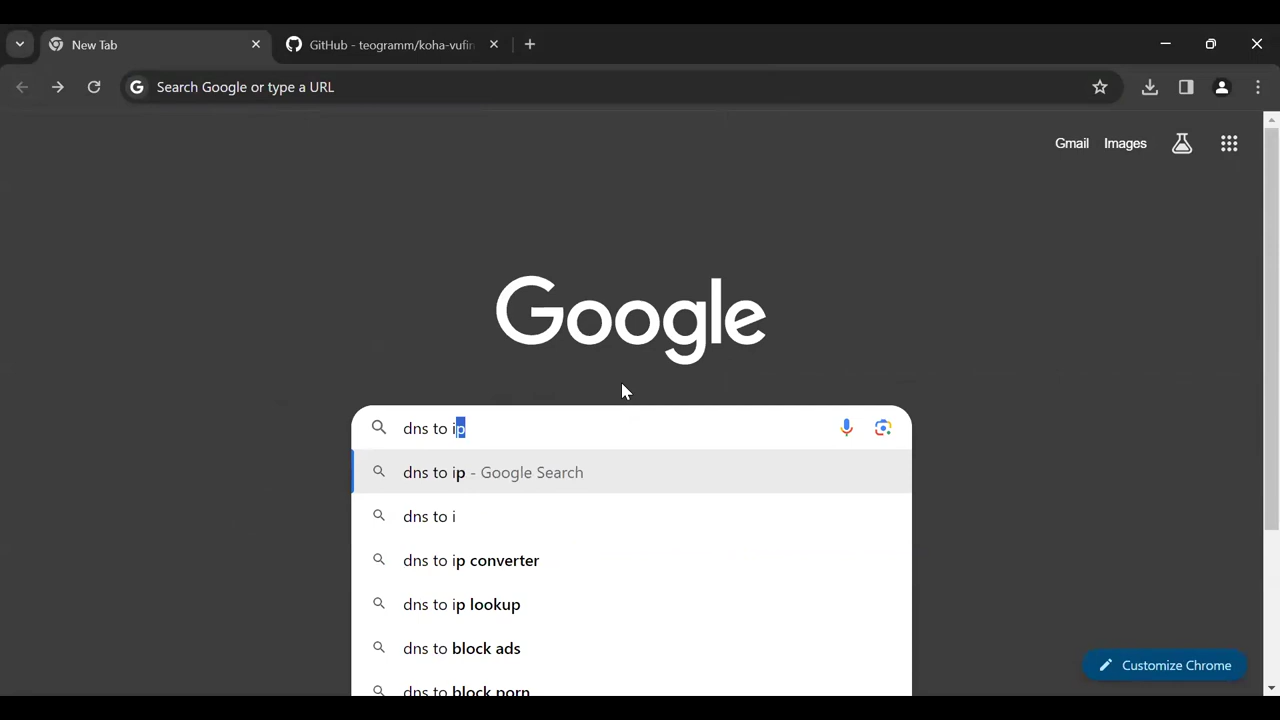 New Tab
GitHub - teogramm/koha-vufin
Search Google or type a URL
Gmail
Images
Google
dns to ip
dns to ip - Google Search
dns to i
dns to ip converter
dns to ip lookup
dns to block ads
dns to block porn
Customize Chrome